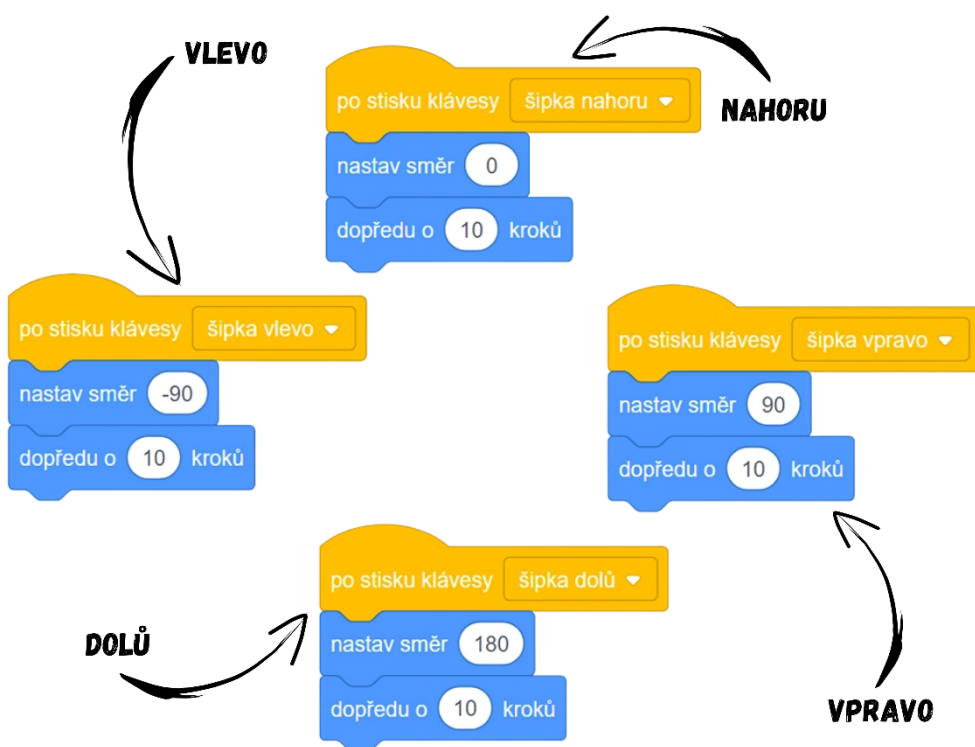 VLEVO
NAHORU
po stisku klávesy šipka nahoru
nastav směr 0
dopředu o 10 kroků
po stisku klávesy šipka vlevo
nastav směr -90
dopředu o 10 kroků
po stisku klávesy šipka vpravo
nastav směr 90
dopředu o 10 kroků
po stisku klávesy šipka dolů
nastav směr 180
dopředu o 10 kroků
DOLŮ
VPRAVO